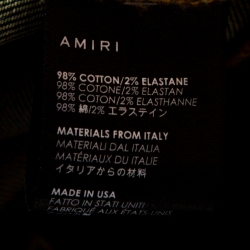 AMIRI
98% COTTON/2% ELASTANE
98% COTONE/2% ELASTAN
98% COTON/2% ELASTHANNE
98% 綿/2% エラステイン
MATERIALS FROM ITALY
MATERIALI DAL ITALIA
MATÉRIAUX DU ITALIE
イタリアからの材料
MADE IN USA
FATTO IN STATI UNITI
FABRIQUÉ AUX ÉTATS UNIS